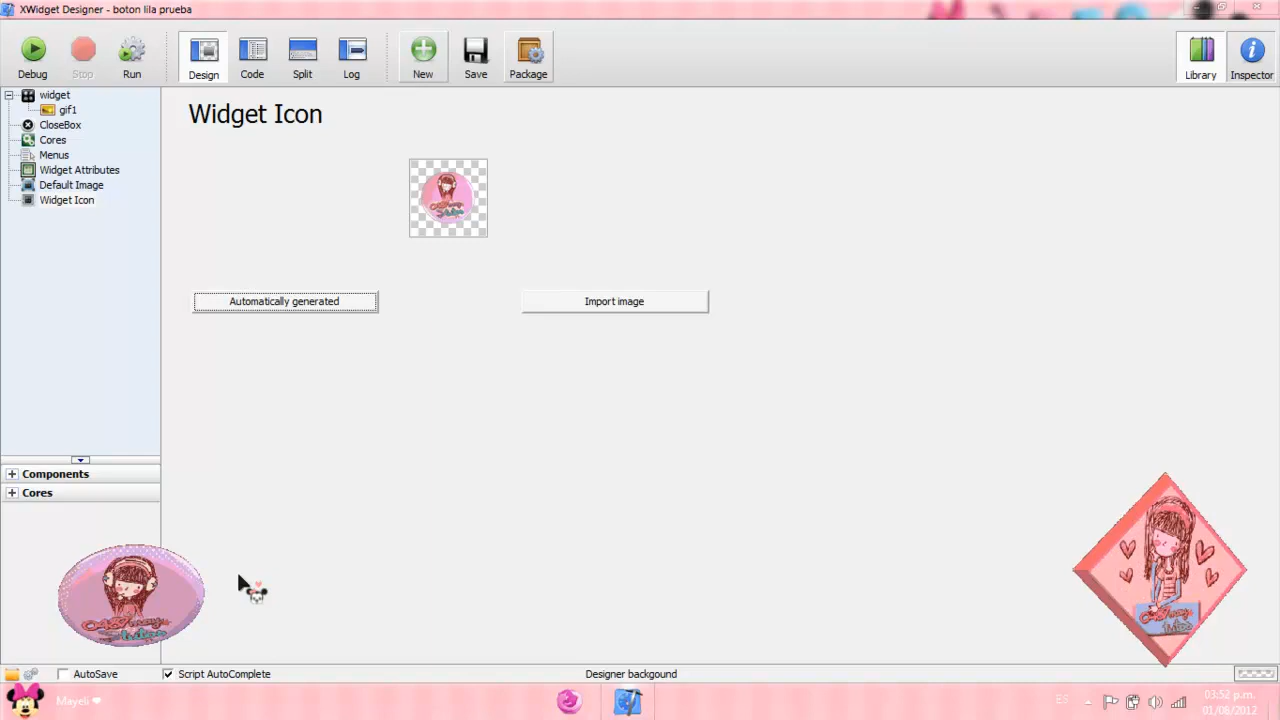 XWidget Designer - boton lila prueba
Debug
Stop
Run
Design
Code
Split
Log
New
Save
Package
Library
Inspector
widget
gif1
CloseBox
Cores
Menus
Widget Attributes
Default Image
Widget Icon
Widget Icon
Automatically generated
Import image
Components
Cores
AutoSave
Script AutoComplete
Designer backgound
Mayeli ❤
ES
03:52 p.m.
01/08/2012